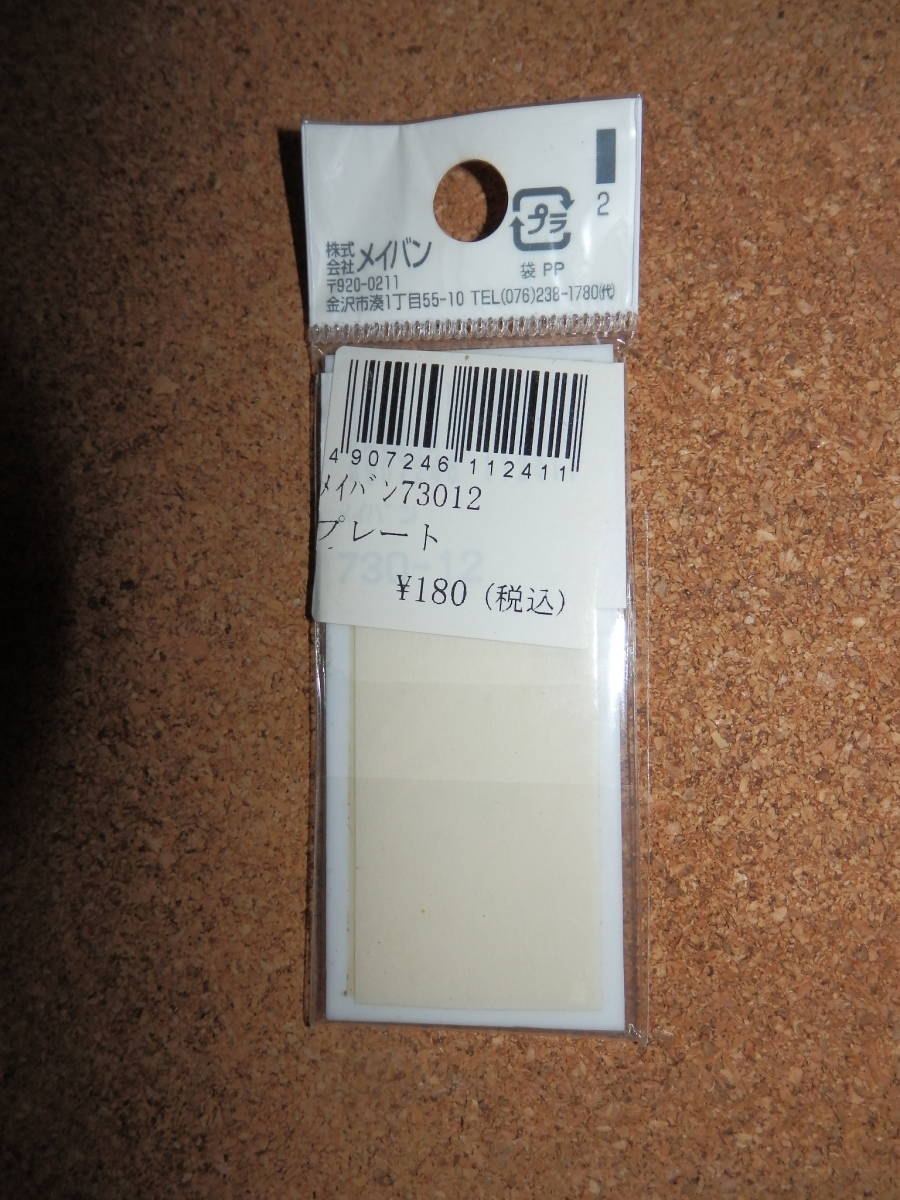 2
プラ
袋 PP
株式会社 メイバン
〒920-0211
金沢市湊1丁目55-10 TEL(076)238-1780(代)
4 907246 112411
ﾒｲﾊﾞﾝ73012
プレート
730-12
¥180 (税込)